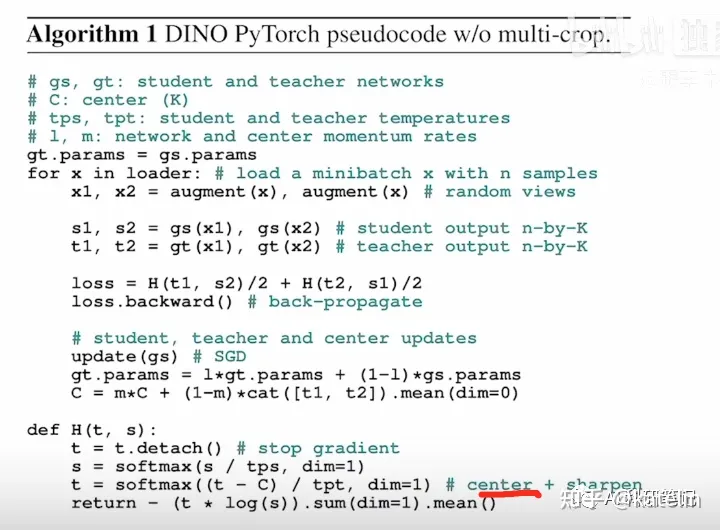 Algorithm 1 DINO PyTorch pseudocode w/o multi-crop.
# gs, gt: student and teacher networks
# C: center (K)
# tps, tpt: student and teacher temperatures
# l, m: network and center momentum rates
gt.params = gs.params
for x in loader: # load a minibatch x with n samples
x1, x2 = augment(x), augment(x) # random views
s1, s2 = gs(x1), gs(x2) # student output n-by-K
t1, t2 = gt(x1), gt(x2) # teacher output n-by-K
loss = H(t1, s2)/2 + H(t2, s1)/2
loss.backward() # back-propagate
# student, teacher and center updates
update(gs) # SGD
gt.params = l*gt.params + (1-l)*gs.params
C = m*C + (1-m)*cat([t1, t2]).mean(dim=0)
def H(t, s):
t = t.detach() # stop gradient
s = softmax(s / tps, dim=1)
t = softmax((t - C) / tpt, dim=1) # center + sharpen
return - (t * log(s)).sum(dim=1).mean()